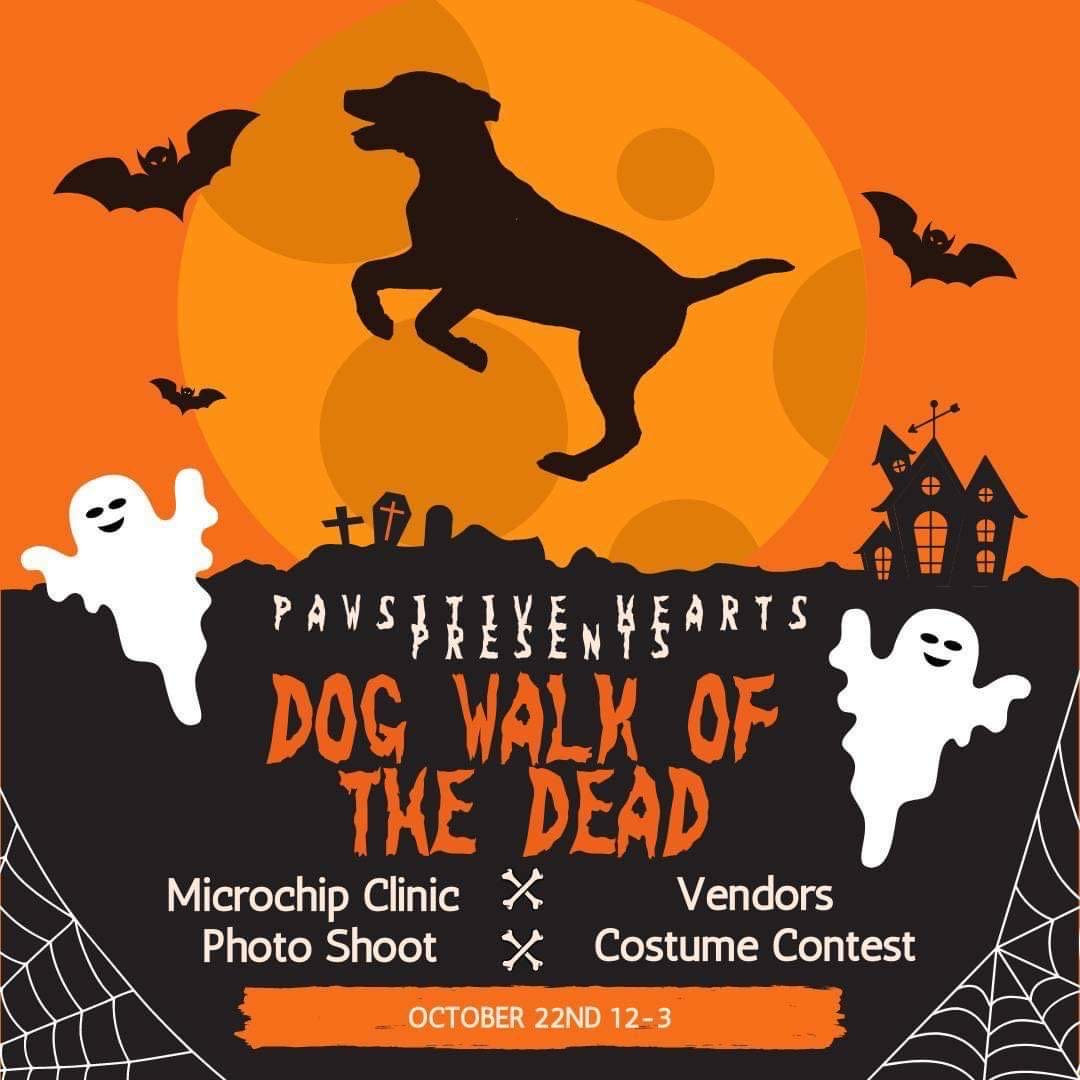 PAWSITIVE HEARTS
PRESENTS
DOG WALK OF
THE DEAD
Microchip Clinic Vendors
Photo Shoot Costume Contest
OCTOBER 22ND 12-3